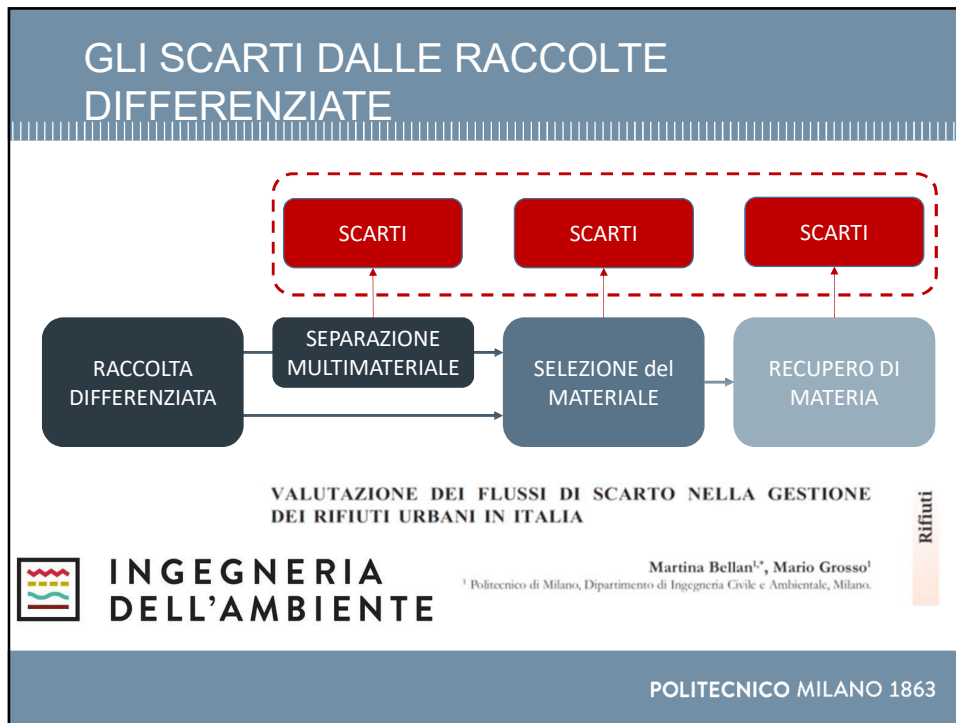 GLI SCARTI DALLE RACCOLTE
DIFFERENZIATE
SCARTI
SCARTI
SCARTI
RACCOLTA
DIFFERENZIATA
SEPARAZIONE
MULTIMATERIALE
SELEZIONE del
MATERIALE
RECUPERO DI
MATERIA
VALUTAZIONE DEI FLUSSI DI SCARTO NELLA GESTIONE
DEI RIFIUTI URBANI IN ITALIA
Rifiuti
Martina Bellan¹,*, Mario Grosso¹
¹ Politecnico di Milano, Dipartimento di Ingegneria Civile e Ambientale, Milano.
INGEGNERIA
DELL'AMBIENTE
POLITECNICO MILANO 1863